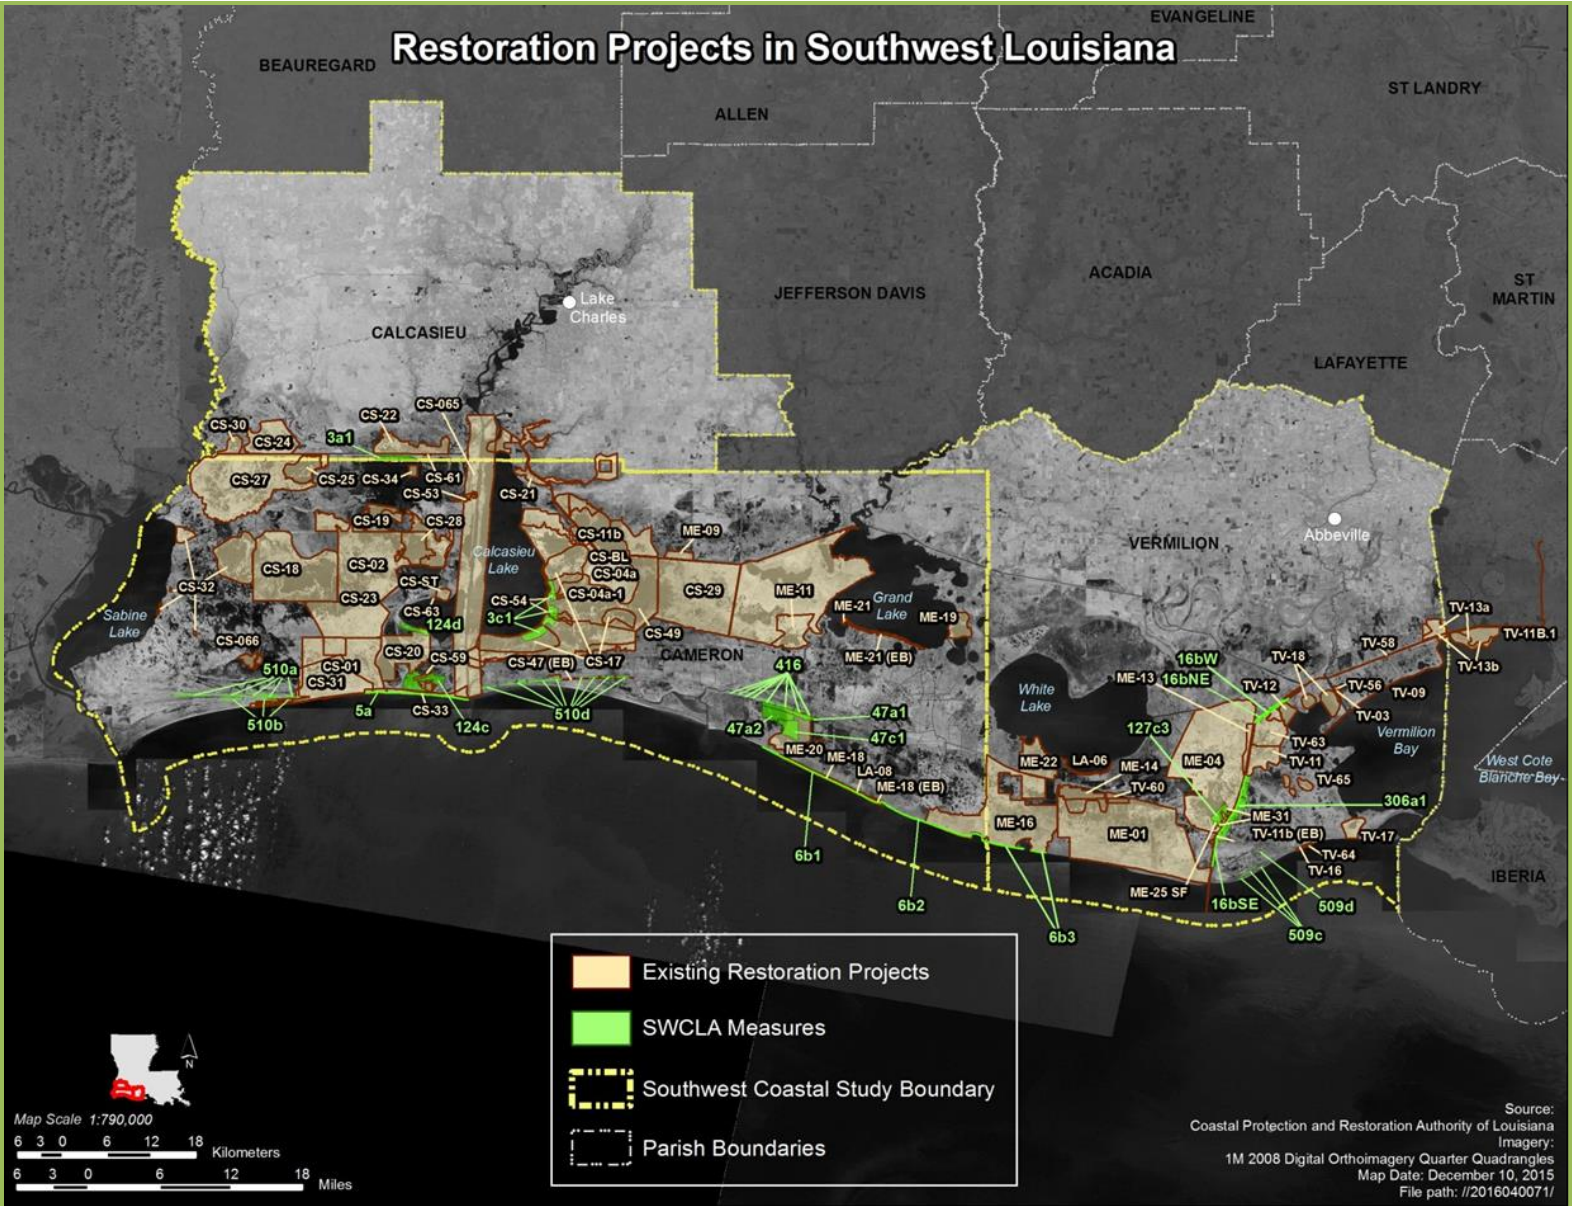 Restoration Projects in Southwest Louisiana
EVANGELINE
BEAUREGARD
ST LANDRY
ALLEN
ACADIA
JEFFERSON DAVIS
ST
MARTIN
Lake
Charles
CALCASIEU
LAFAYETTE
CS-065
CS-22
CS-30
CS-24
3a1
CS-27
CS-25
CS-34
CS-61
CS-53
CS-21
CS-19
CS-28
CS-11b
ME-09
Abbeville
VERMILION
Calcasieu
Lake
CS-BL
CS-18
CS-02
CS-04a
CS-ST
CS-32
CS-04a-1
CS-29
ME-11
CS-23
CS-54
Grand
Lake
ME-21
ME-19
TV-13a
Sabine
Lake
CS-63
124d
3c1
CS-49
TV-11B.1
CS-066
CS-20
CS-59
CS-47 (EB)
CS-17
CAMERON
ME-21 (EB)
TV-58
16bW
TV-18
TV-13b
510a
CS-01
CS-31
416
ME-13
16bNE
TV-12
TV-56
TV-09
White
Lake
5a
CS-33
47a1
TV-03
510b
124c
510d
47a2
47c1
127c3
TV-63
Vermilion
Bay
ME-20
ME-18
ME-22
LA-06
ME-14
ME-04
TV-11
West Cote
Blanche Bay
LA-08
ME-18 (EB)
TV-60
TV-65
306a1
ME-16
ME-01
ME-31
TV-11b (EB)
TV-17
6b1
TV-64
TV-16
IBERIA
ME-25 SF
6b2
16bSE
509d
6b3
509c
Existing Restoration Projects
SWCLA Measures
Southwest Coastal Study Boundary
Parish Boundaries
N
Map Scale 1:790,000
6 3 0 6 12 18
Kilometers
6 3 0 6 12 18
Miles
Source:
Coastal Protection and Restoration Authority of Louisiana
Imagery:
1M 2008 Digital Orthoimagery Quarter Quadrangles
Map Date: December 10, 2015
File path: //2016040071/